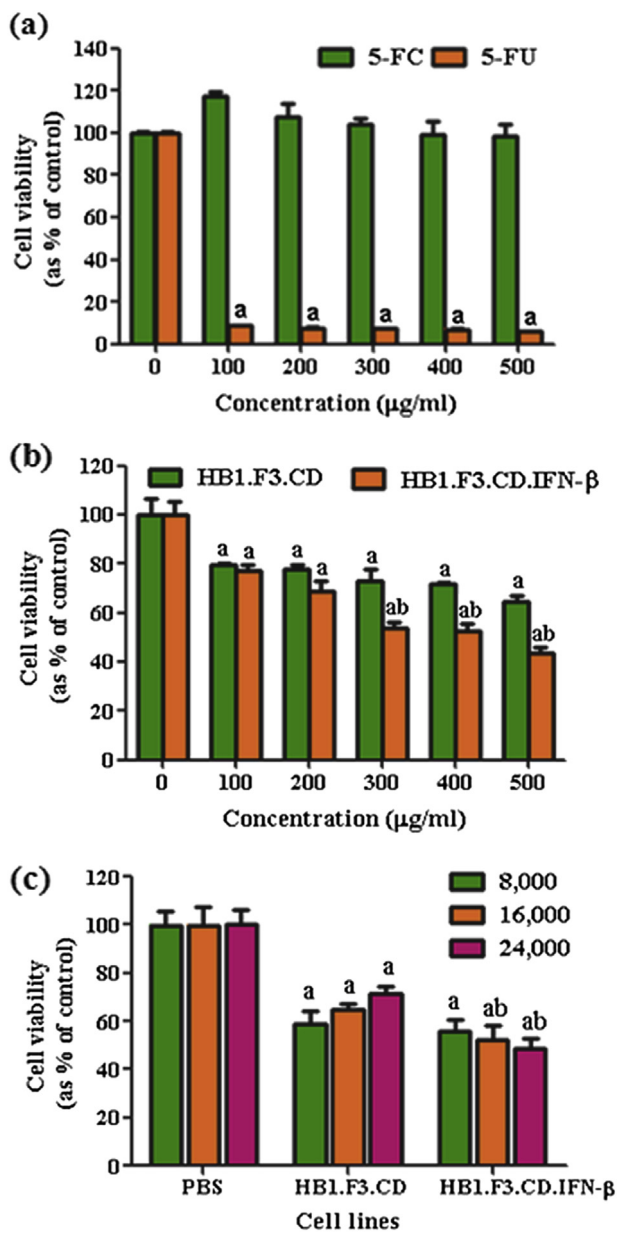 (a)
140
120
100
80
60
40
20
0
Cell viability
(as % of control)
5-FC 5-FU
a a a a a
0 100 200 300 400 500
Concentration (µg/ml)
(b)
120
100
80
60
40
20
0
Cell viability
(as % of control)
HB1.F3.CD HB1.F3.CD.IFN-β
a a a a a ab a ab a ab
0 100 200 300 400 500
Concentration (µg/ml)
(c)
120
100
80
60
40
20
0
Cell viability
(as % of control)
8,000
16,000
24,000
a a a a ab ab
PBS HB1.F3.CD HB1.F3.CD.IFN-β
Cell lines